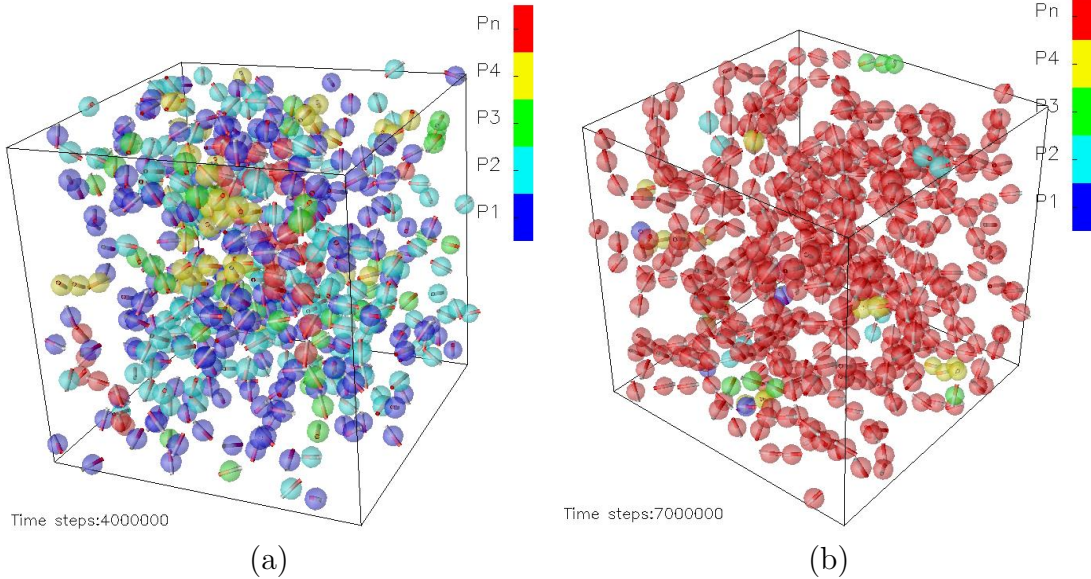 Pn
P4
P3
P2
P1
Time steps:4000000
(a)
Pn
P4
P3
P2
P1
Time steps:7000000
(b)